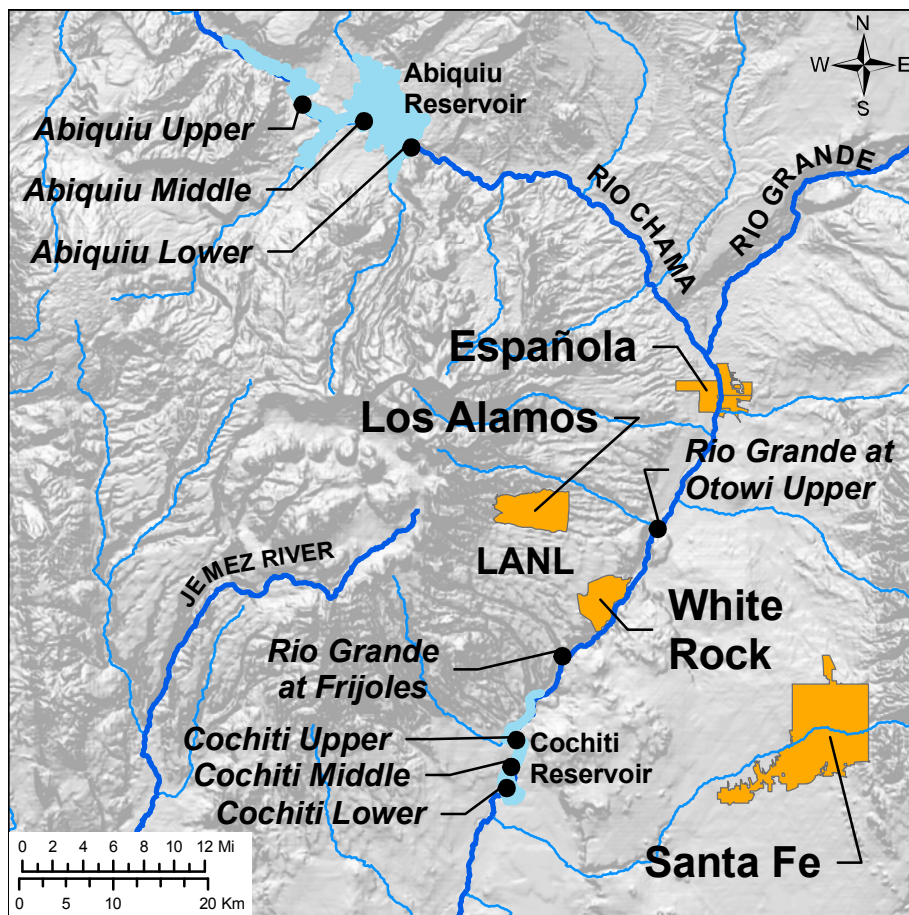 N
W E
S
Abiquiu
Reservoir
Abiquiu Upper
Abiquiu Middle
Abiquiu Lower
RIO CHAMA
RIO GRANDE
Española
Los Alamos
Rio Grande at
Otowi Upper
LANL
JEMEZ RIVER
White
Rock
Rio Grande
at Frijoles
Cochiti Upper
Cochiti Middle
Cochiti Lower
Cochiti
Reservoir
Santa Fe
0 2 4 6 8 10 12 Mi
0 5 10 20 Km